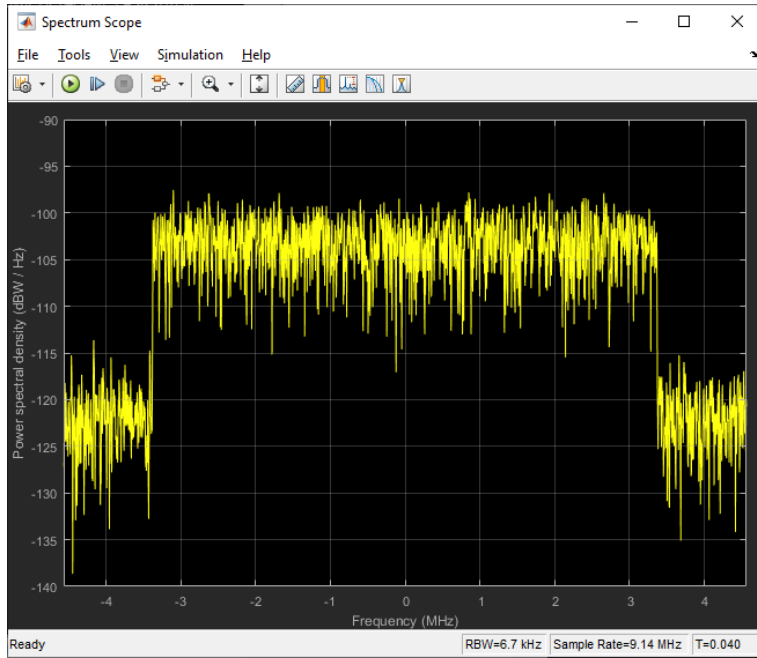 Spectrum Scope
File Tools View Simulation Help
-90
-95
-100
-105
-110
-115
-120
-125
-130
-135
-140
Power spectral density (dBW / Hz)
-4 -3 -2 -1 0 1 2 3 4
Frequency (MHz)
Ready RBW=6.7 kHz Sample Rate=9.14 MHz T=0.040